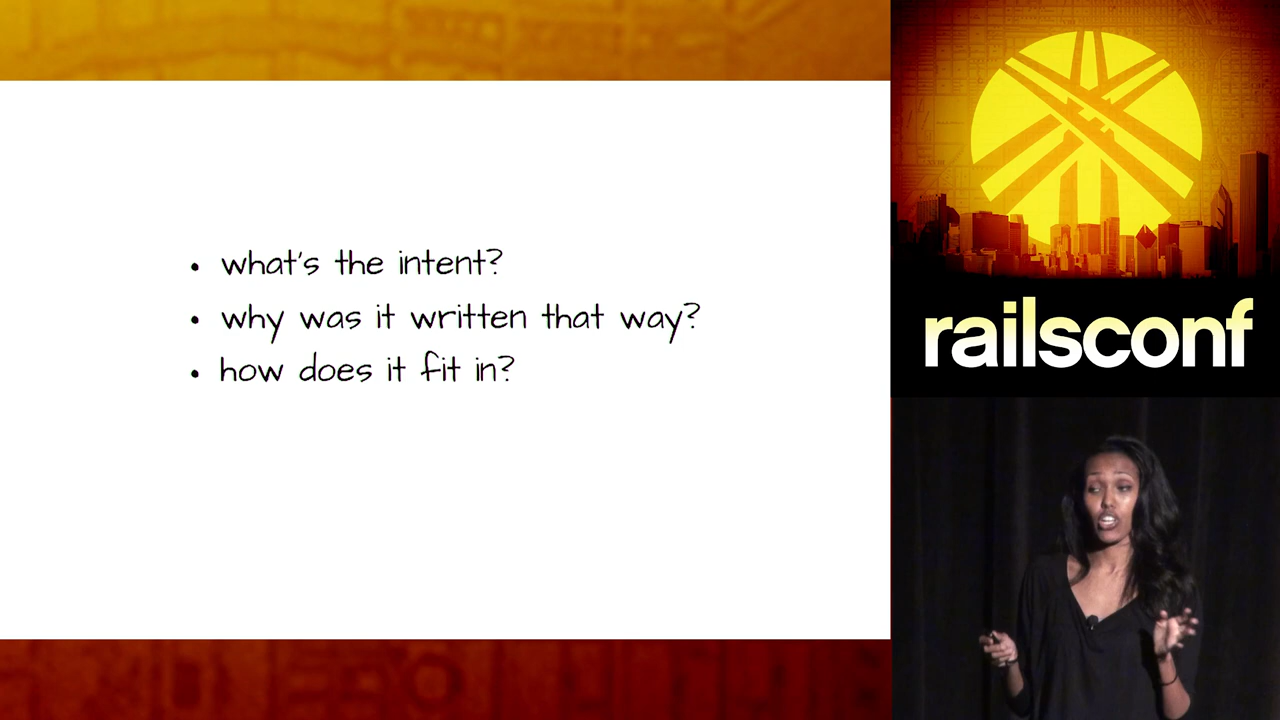 • what's the intent?
• why was it written that way?
• how does it fit in?
railsconf